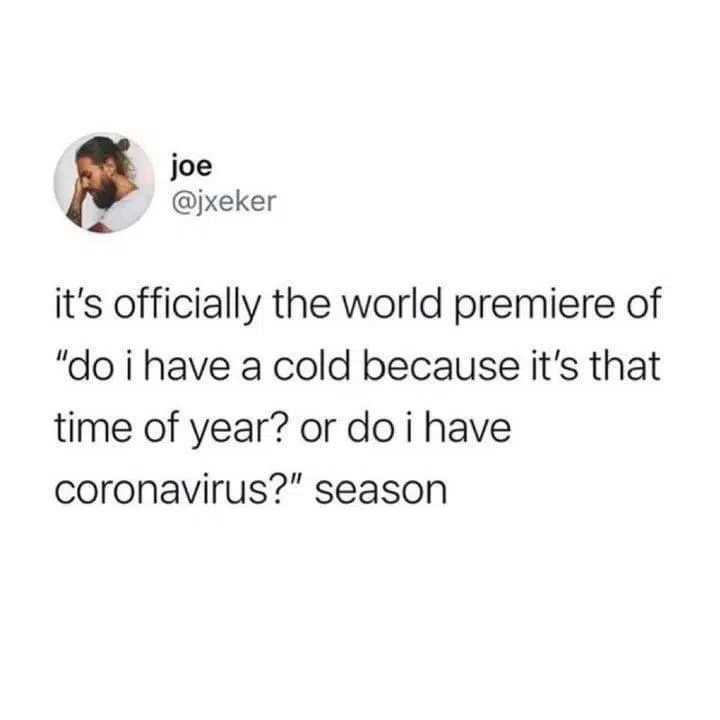 joe
@jxeker
it's officially the world premiere of
"do i have a cold because it's that
time of year? or do i have
coronavirus?" season